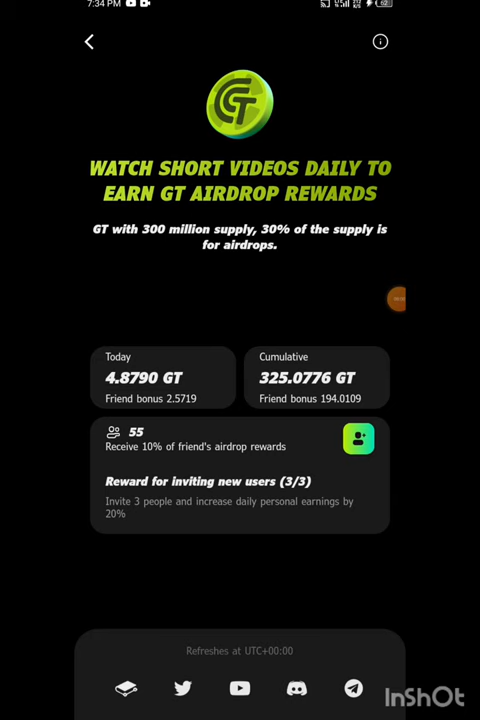 7:34 PM
62
GT
WATCH SHORT VIDEOS DAILY TO
EARN GT AIRDROP REWARDS
GT with 300 million supply, 30% of the supply is
for airdrops.
Today
4.8790 GT
Friend bonus 2.5719
Cumulative
325.0776 GT
Friend bonus 194.0109
55
Receive 10% of friend's airdrop rewards
Reward for inviting new users (3/3)
Invite 3 people and increase daily personal earnings by
20%
Refreshes at UTC+00:00
InShOt